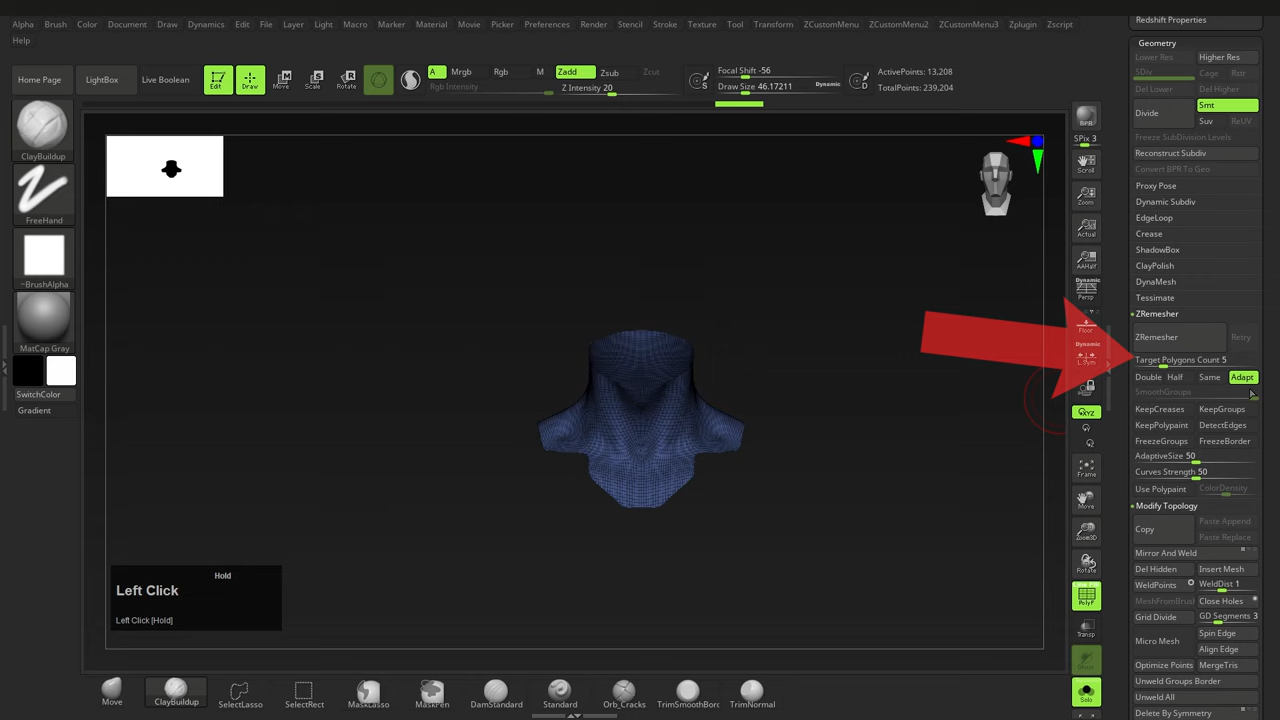 Alpha Brush Color Document Draw Dynamics Edit File Layer Light Macro Marker Material Movie Picker Preferences Render Stencil Stroke Texture Tool Transform ZCustomMenu ZCustomMenu2 ZCustomMenu3 Zplugin Zscript
Help
Home Page
LightBox
Live Boolean
Edit
Draw
Move
Scale
Rotate
A
Mrgb
Rgb
M
Rgb Intensity
Zadd
Zsub
Zcut
Z Intensity 20
S
Focal Shift -56
Draw Size 46.17211
Dynamic
D
ActivePoints: 13,208
TotalPoints: 239,204
ClayBuildup
FreeHand
~BrushAlpha
MatCap Gray
SwitchColor
Gradient
Hold
Left Click
Left Click [Hold]
Move
ClayBuildup
SelectLasso
SelectRect
MaskLasso
MaskPen
DamStandard
Standard
Orb_Cracks
TrimSmoothBord
TrimNormal
BPR
SPix 3
Scroll
Zoom
Actual
AAHalf
Dynamic
Persp
Floor
Dynamic
L.Sym
XYZ
Frame
Move
Zoom3D
Rotate
PolyF
Transp
Ghost
Solo
Redshift Properties
Geometry
Lower Res
Higher Res
SDiv
Cage
Rstr
Del Lower
Del Higher
Divide
Smt
Suv
ReUV
Freeze SubDivision Levels
Reconstruct Subdiv
Convert BPR To Geo
Proxy Pose
Dynamic Subdiv
EdgeLoop
Crease
ShadowBox
ClayPolish
DynaMesh
Tessimate
ZRemesher
ZRemesher
Retry
Target Polygons Count 5
Double
Half
Same
Adapt
SmoothGroups
KeepCreases
KeepGroups
KeepPolypaint
DetectEdges
FreezeGroups
FreezeBorder
AdaptiveSize 50
Curves Strength 50
Use Polypaint
ColorDensity
Modify Topology
Copy
Paste Append
Paste Replace
Mirror And Weld
Del Hidden
Insert Mesh
WeldPoints
WeldDist 1
MeshFromBrush
Close Holes
Grid Divide
GD Segments 3
Micro Mesh
Spin Edge
Align Edge
Optimize Points
MergeTris
Unweld Groups Border
Unweld All
Delete By Symmetry